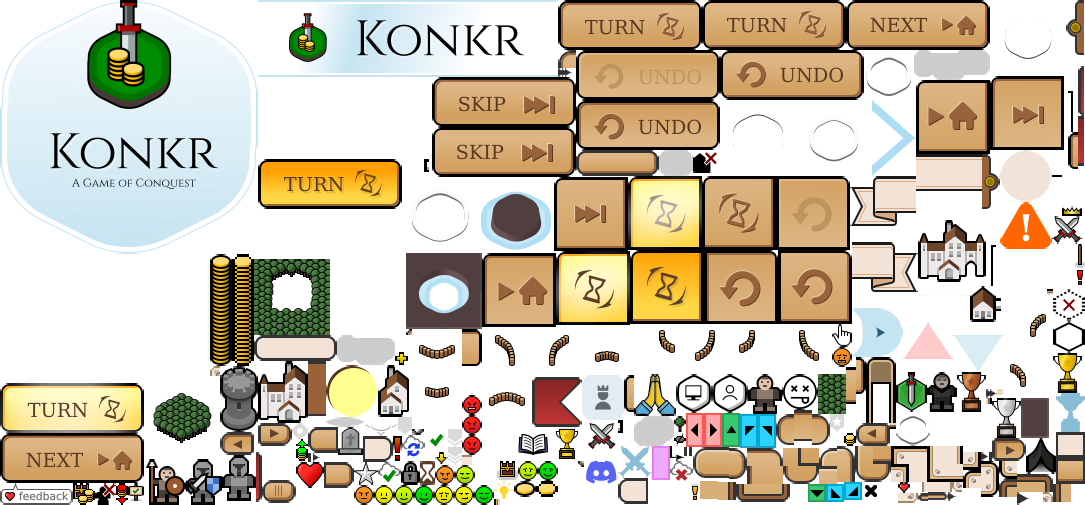 KONKR
A GAME OF CONQUEST
KONKR
TURN
TURN
NEXT
UNDO
UNDO
SKIP
UNDO
SKIP
TURN
TURN
NEXT
feedback